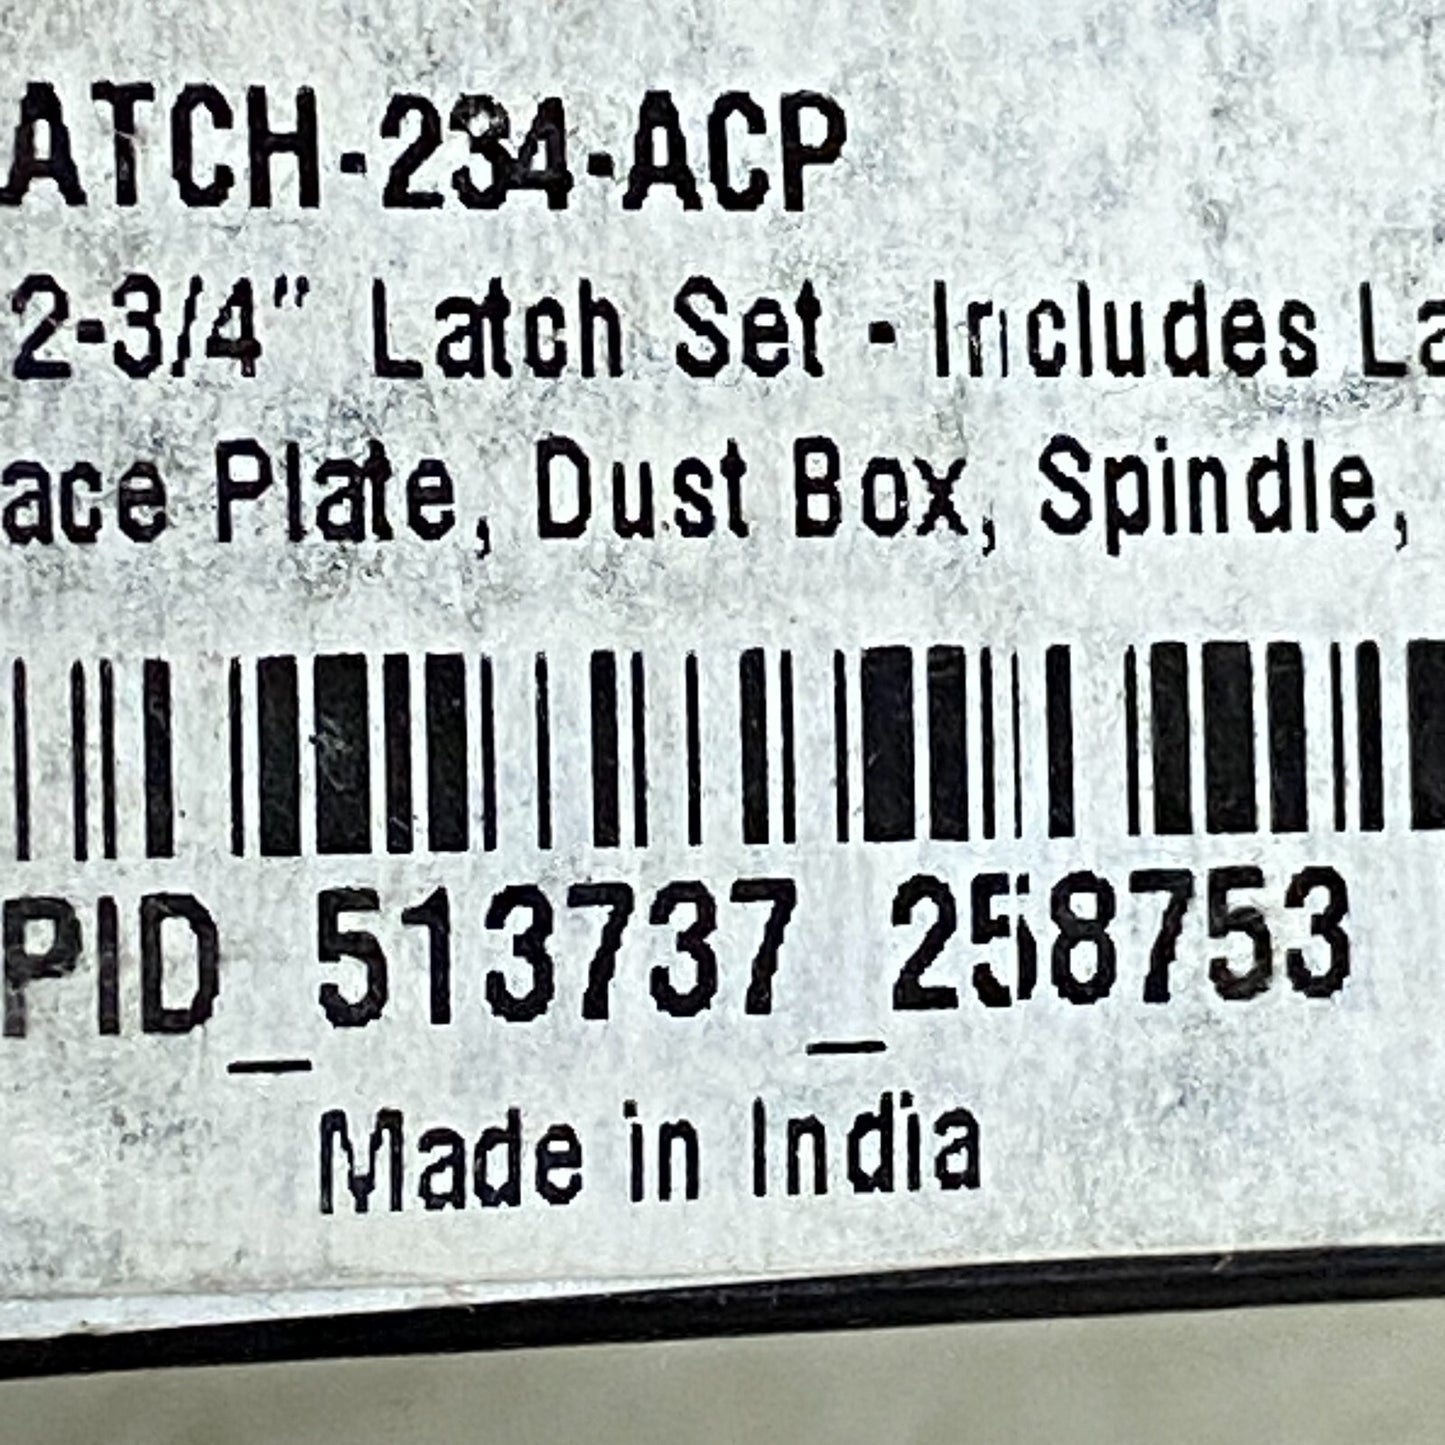 ATCH-234-ACP
2-3/4" Latch Set - Includes La
ace Plate, Dust Box, Spindle,
PID_513737_258753
Made in India